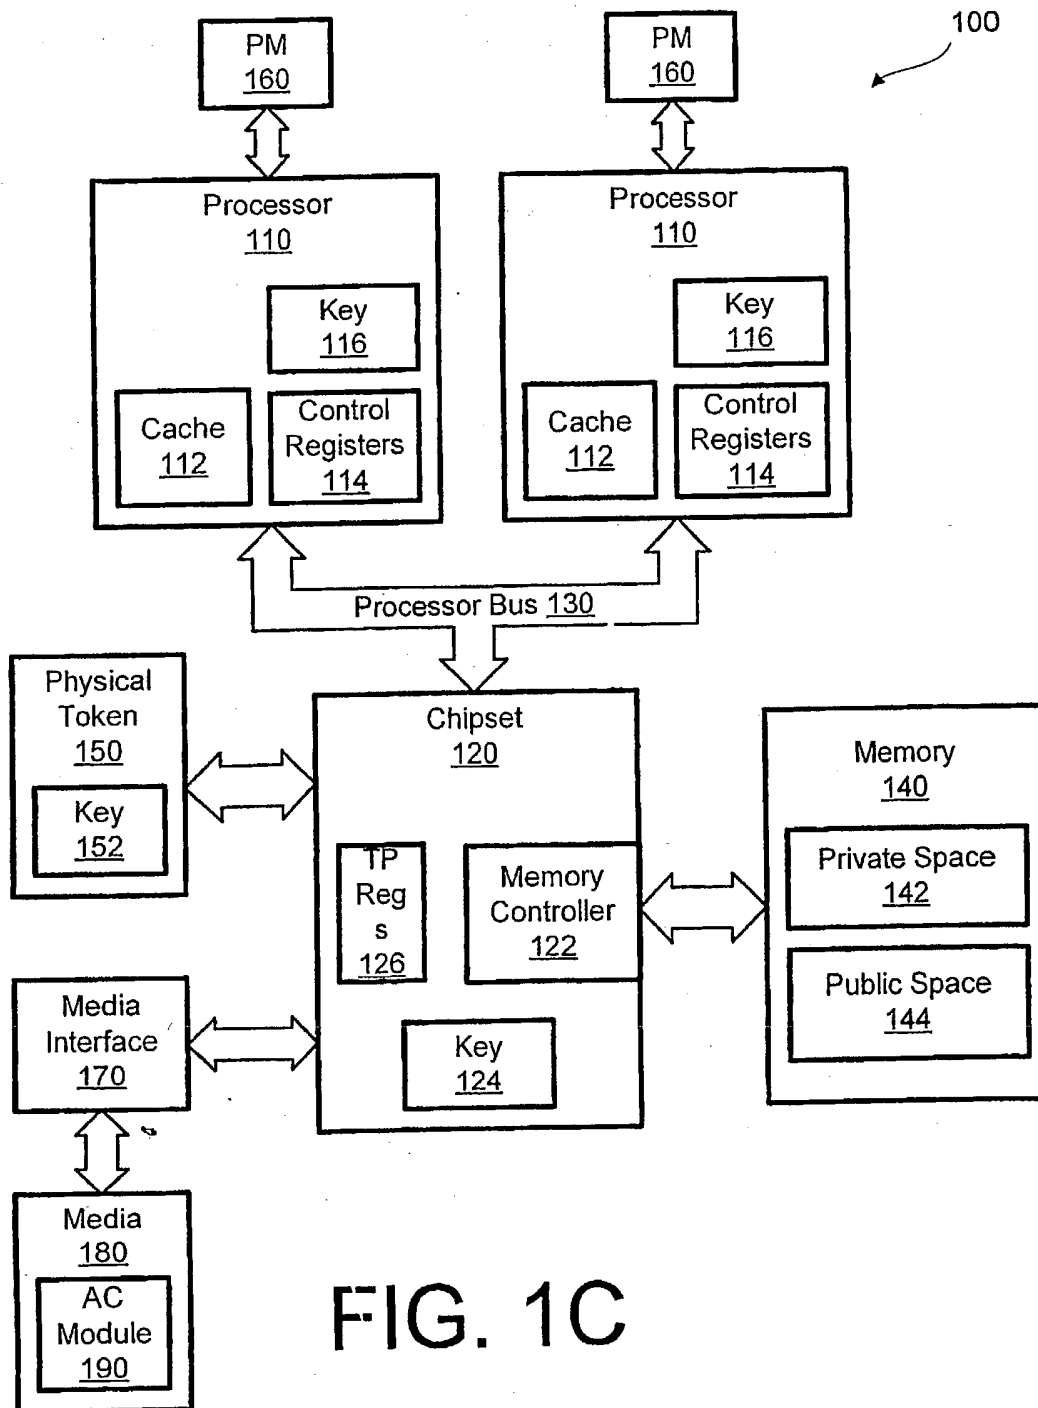 100
PM
160
PM
160
Processor
110
Key
116
Cache
112
Control
Registers
114
Processor
110
Key
116
Cache
112
Control
Registers
114
Processor Bus 130
Physical
Token
150
Key
152
Chipset
120
TP
Reg
s
126
Memory
Controller
122
Key
124
Memory
140
Private Space
142
Public Space
144
Media
Interface
170
Media
180
AC
Module
190
FIG. 1C